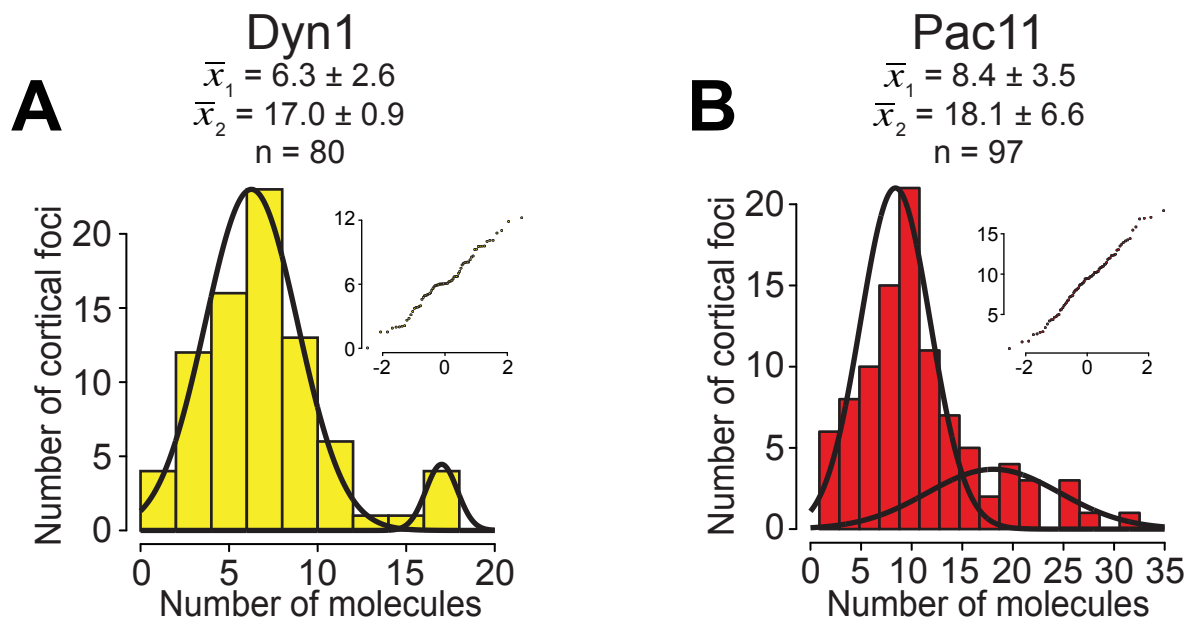 Dyn1
x̄1 = 6.3 ± 2.6
x̄2 = 17.0 ± 0.9
n = 80
A
Number of cortical foci
20
15
10
5
0
0 5 10 15 20
Number of molecules
12
6
0
-2 0 2
Pac11
x̄1 = 8.4 ± 3.5
x̄2 = 18.1 ± 6.6
n = 97
B
Number of cortical foci
20
15
10
5
0
0 5 10 15 20 25 30 35
Number of molecules
15
10
5
-2 0 2